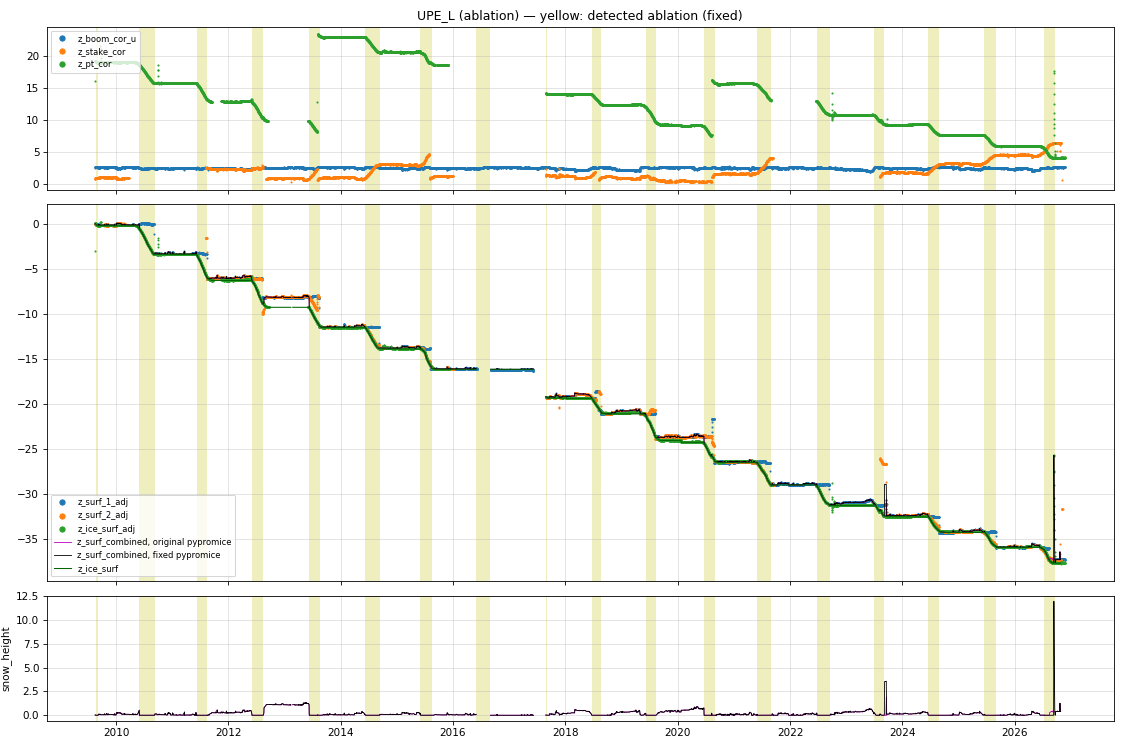 UPE_L (ablation) — yellow: detected ablation (fixed)
z_boom_cor_u
z_stake_cor
z_pt_cor
20
15
10
5
0
0
−5
−10
−15
−20
−25
−30
−35
z_surf_1_adj
z_surf_2_adj
z_ice_surf_adj
z_surf_combined, original pypromice
z_surf_combined, fixed pypromice
z_ice_surf
snow_height
12.5
10.0
7.5
5.0
2.5
0.0
2010 2012 2014 2016 2018 2020 2022 2024 2026